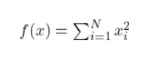 f(x) = ∑_{i=1}^{N} x_i^2